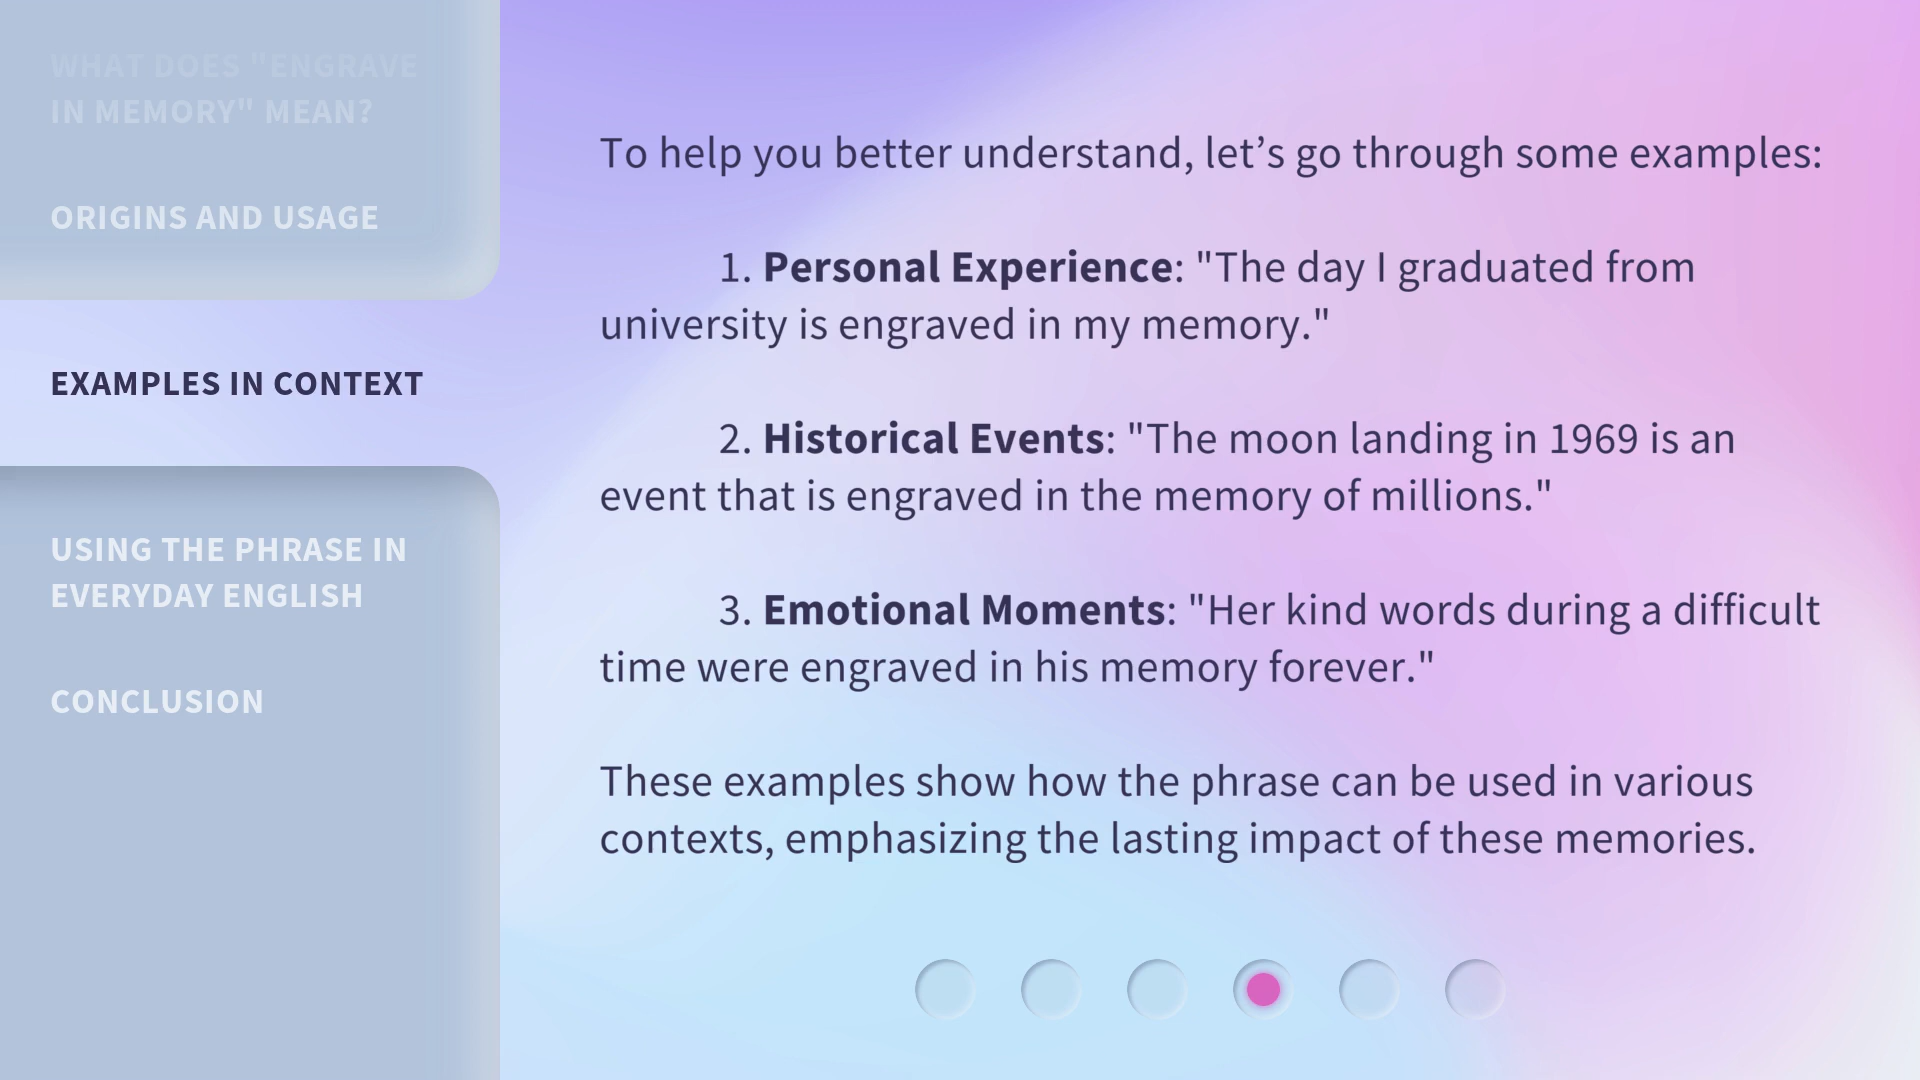 WHAT DOES "ENGRAVE
IN MEMORY" MEAN?
ORIGINS AND USAGE
EXAMPLES IN CONTEXT
USING THE PHRASE IN
EVERYDAY ENGLISH
CONCLUSION
To help you better understand, let’s go through some examples:
1. Personal Experience: "The day I graduated from
university is engraved in my memory."
2. Historical Events: "The moon landing in 1969 is an
event that is engraved in the memory of millions."
3. Emotional Moments: "Her kind words during a difficult
time were engraved in his memory forever."
These examples show how the phrase can be used in various
contexts, emphasizing the lasting impact of these memories.